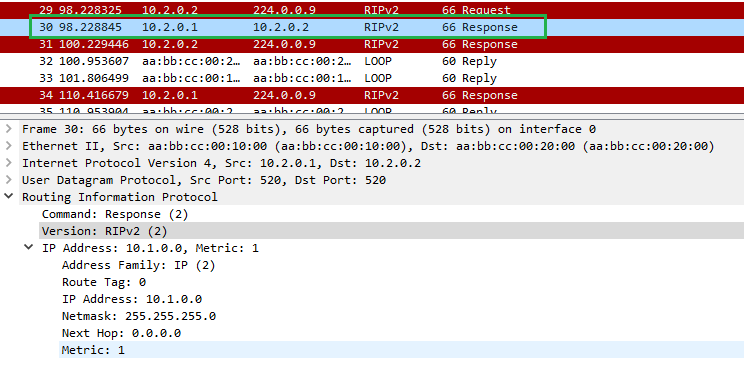 29 98.228325 10.2.0.2 224.0.0.9 RIPv2 66 Request
30 98.228845 10.2.0.1 10.2.0.2 RIPv2 66 Response
31 100.229446 10.2.0.2 224.0.0.9 RIPv2 66 Response
32 100.953607 aa:bb:cc:00:2… aa:bb:cc:00:2… LOOP 60 Reply
33 101.806499 aa:bb:cc:00:1… aa:bb:cc:00:1… LOOP 60 Reply
34 110.416679 10.2.0.1 224.0.0.9 RIPv2 66 Response
35 110.953904 aa:bb:cc:00:2 aa:bb:cc:00:2 LOOP 60 Reply
Frame 30: 66 bytes on wire (528 bits), 66 bytes captured (528 bits) on interface 0
Ethernet II, Src: aa:bb:cc:00:10:00 (aa:bb:cc:00:10:00), Dst: aa:bb:cc:00:20:00 (aa:bb:cc:00:20:00)
Internet Protocol Version 4, Src: 10.2.0.1, Dst: 10.2.0.2
User Datagram Protocol, Src Port: 520, Dst Port: 520
Routing Information Protocol
Command: Response (2)
Version: RIPv2 (2)
IP Address: 10.1.0.0, Metric: 1
Address Family: IP (2)
Route Tag: 0
IP Address: 10.1.0.0
Netmask: 255.255.255.0
Next Hop: 0.0.0.0
Metric: 1